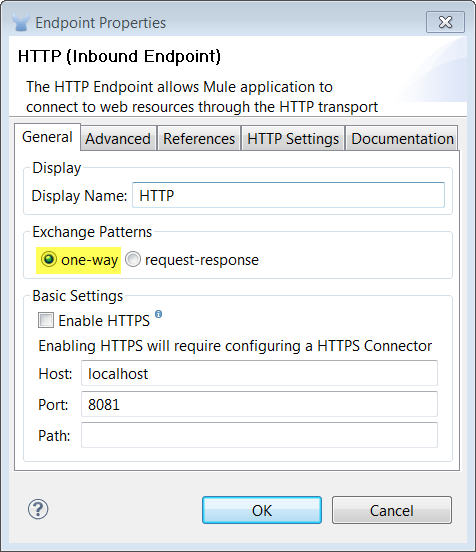 Endpoint Properties
HTTP (Inbound Endpoint)
The HTTP Endpoint allows Mule application to
connect to web resources through the HTTP transport
General Advanced References HTTP Settings Documentation
Display
Display Name: HTTP
Exchange Patterns
one-way request-response
Basic Settings
Enable HTTPS
Enabling HTTPS will require configuring a HTTPS Connector
Host: localhost
Port: 8081
Path:
OK Cancel